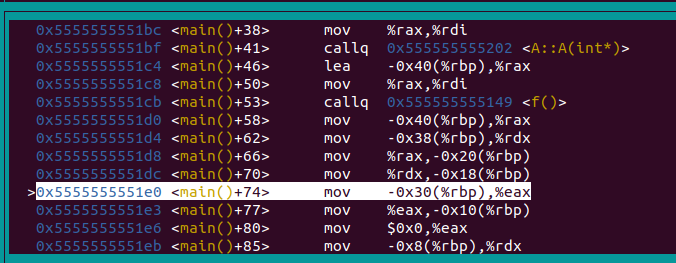 0x5555555551bc <main()+38> mov %rax,%rdi
0x5555555551bf <main()+41> callq 0x555555555202 <A::A(int*)>
0x5555555551c4 <main()+46> lea -0x40(%rbp),%rax
0x5555555551c8 <main()+50> mov %rax,%rdi
0x5555555551cb <main()+53> callq 0x555555555149 <f()>
0x5555555551d0 <main()+58> mov -0x40(%rbp),%rax
0x5555555551d4 <main()+62> mov -0x38(%rbp),%rdx
0x5555555551d8 <main()+66> mov %rax,-0x20(%rbp)
0x5555555551dc <main()+70> mov %rdx,-0x18(%rbp)
>0x5555555551e0 <main()+74> mov -0x30(%rbp),%eax
0x5555555551e3 <main()+77> mov %eax,-0x10(%rbp)
0x5555555551e6 <main()+80> mov $0x0,%eax
0x5555555551eb <main()+85> mov -0x8(%rbp),%rdx